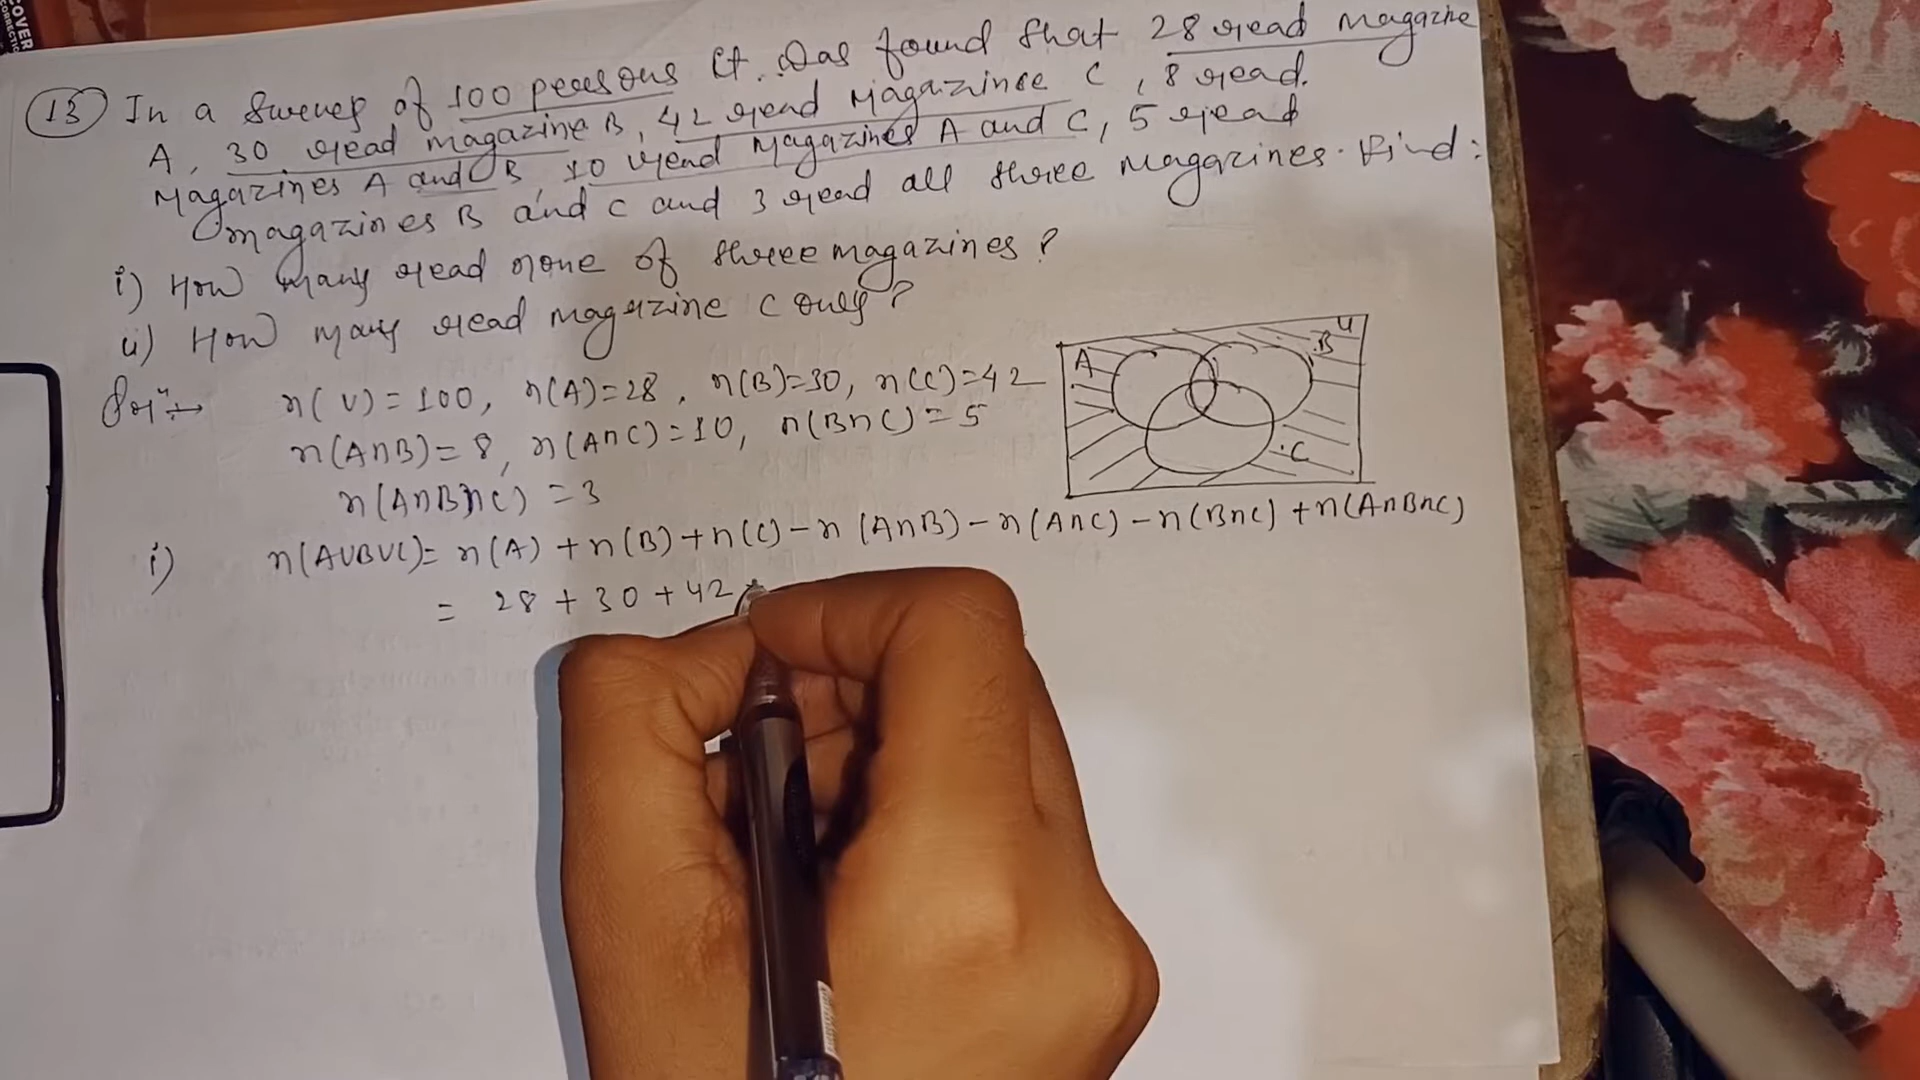 COVER
CORRECTIO
13 In a Survey of 100 persons it was found that 28 read magazine
A, 30 read magazine B, 42 read Magazinse C, 8 read.
Magazines A and B, 10 read Magazines A and C, 5 read
magazines B and C and 3 read all three Magazines. Find:
i) How many read none of three magazines?
ii) How many read magazine C only?
Sol^n:→ n(U) = 100, n(A)=28, n(B)=30, n(C)=42
n(A∩B)= 8, n(A∩C)=10, n(B∩C)=5
n(A∩B∩C) = 3
U
A
B
C
i) n(A∪B∪C)= n(A)+n(B)+n(C)-n(A∩B)-n(A∩C)-n(B∩C)+n(A∩B∩C)
= 28+30+42